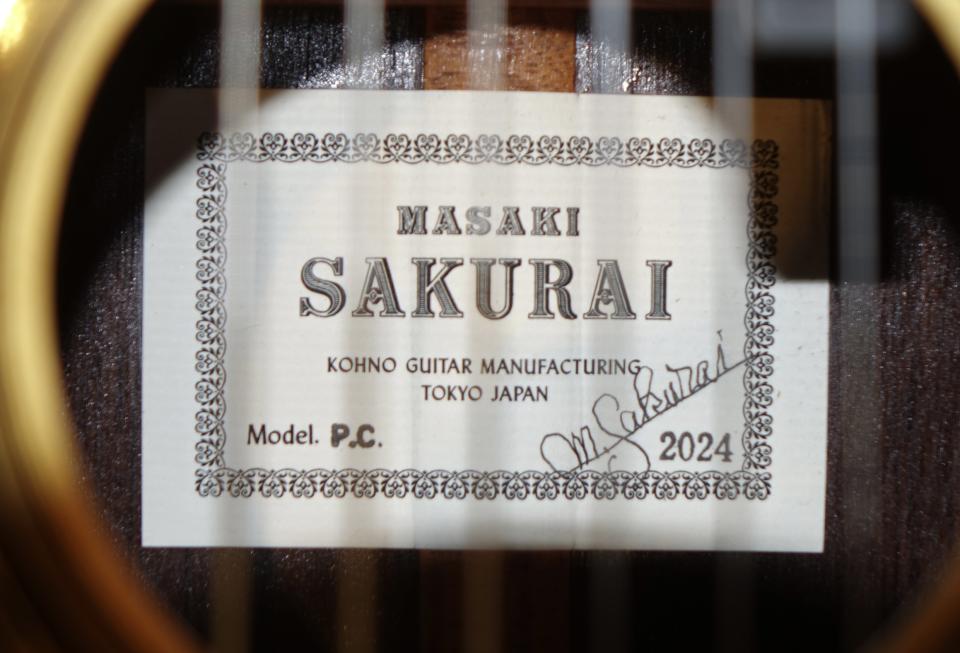 MASAKI
SAKURAI
KOHNO GUITAR MANUFACTURING
TOKYO JAPAN
M. Sakurai
Model. P.C.
2024